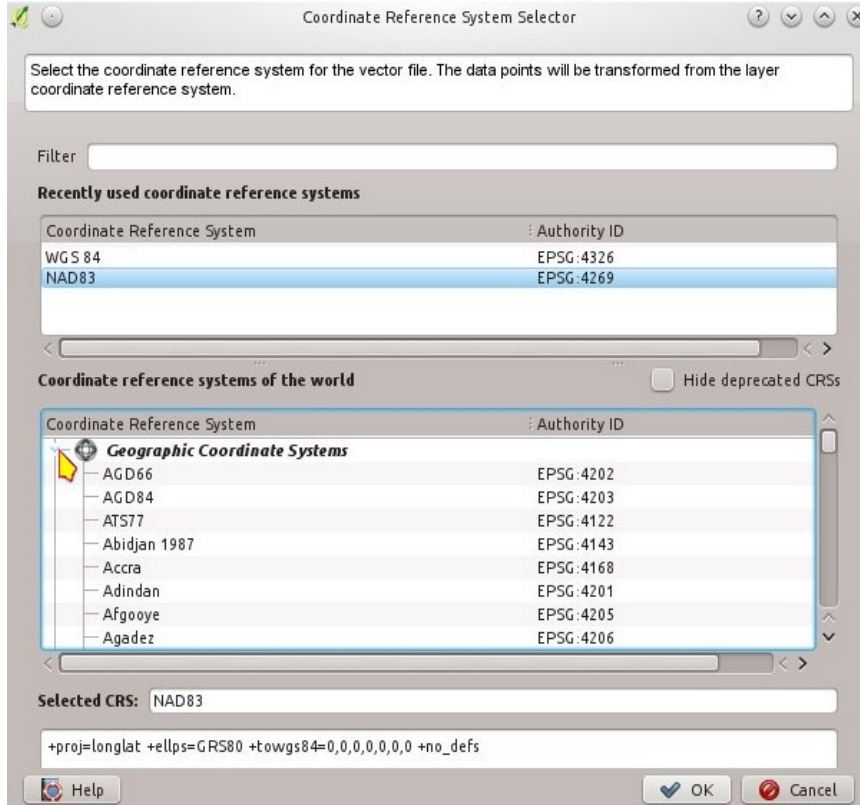 Coordinate Reference System Selector
Select the coordinate reference system for the vector file. The data points will be transformed from the layer
coordinate reference system.
Filter
Recently used coordinate reference systems
Coordinate Reference System Authority ID
WGS 84 EPSG:4326
NAD83 EPSG:4269
Coordinate reference systems of the world Hide deprecated CRSs
Coordinate Reference System Authority ID
Geographic Coordinate Systems
AGD66 EPSG:4202
AGD84 EPSG:4203
ATS77 EPSG:4122
Abidjan 1987 EPSG:4143
Accra EPSG:4168
Adindan EPSG:4201
Afgooye EPSG:4205
Agadez EPSG:4206
Selected CRS: NAD83
+proj=longlat +ellps=GRS80 +towgs84=0,0,0,0,0,0,0 +no_defs
Help OK Cancel